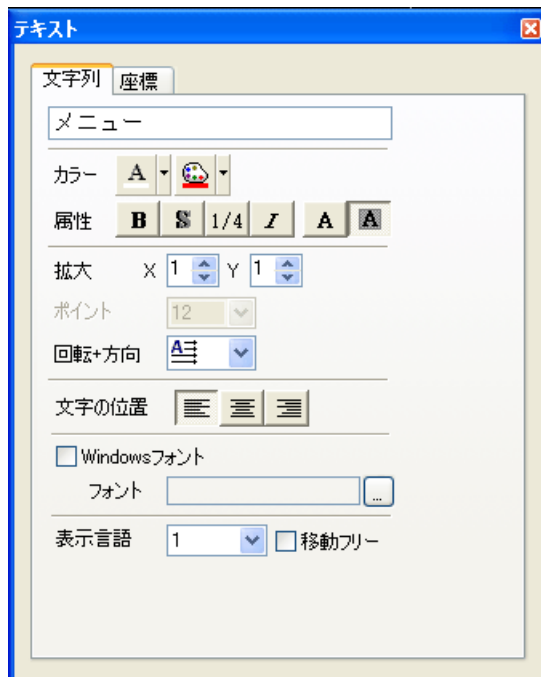 テキスト
文字列 座標
メニュー
カラー A
属性 B S 1/4 I A A
拡大 X 1 Y 1
ポイント 12
回転+方向 A
文字の位置
Windowsフォント
フォント ...
表示言語 1 移動フリー